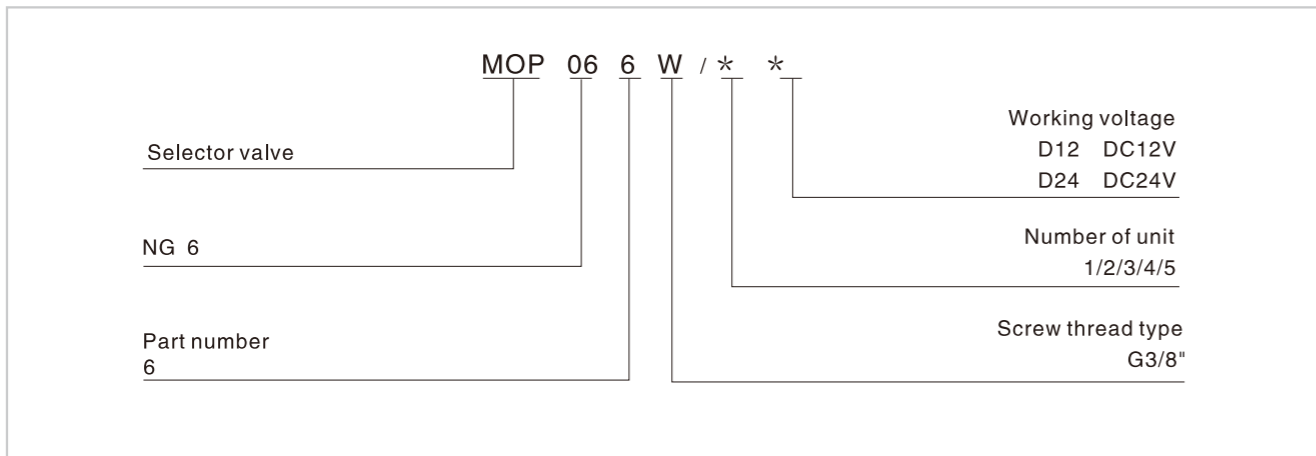 MOP 06 6 W / * *
Working voltage
D12 DC12V
D24 DC24V
Selector valve
Number of unit
1/2/3/4/5
NG 6
Screw thread type
G3/8"
Part number
6